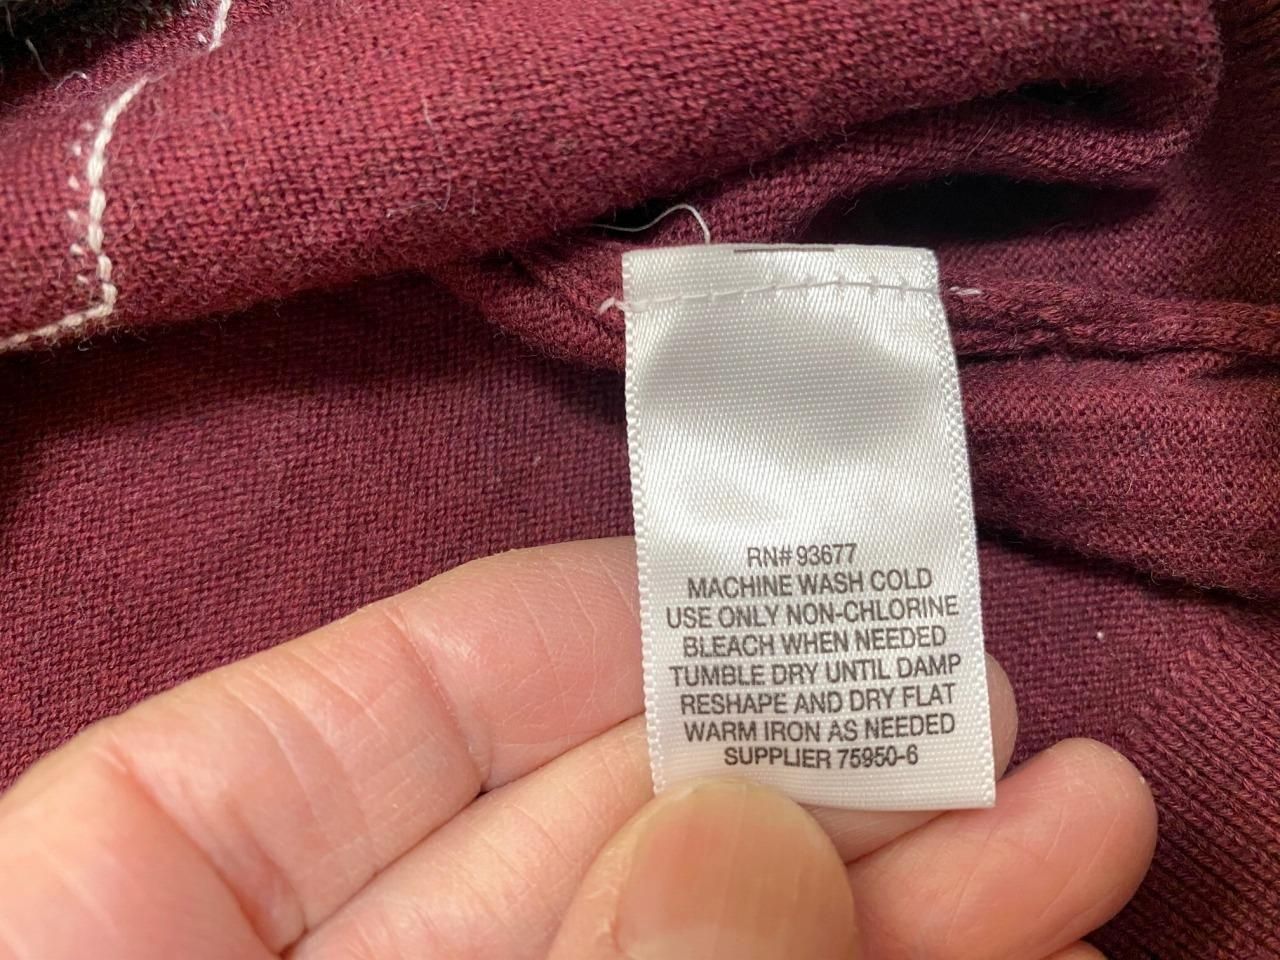 RN# 93677
MACHINE WASH COLD
USE ONLY NON-CHLORINE
BLEACH WHEN NEEDED
TUMBLE DRY UNTIL DAMP
RESHAPE AND DRY FLAT
WARM IRON AS NEEDED
SUPPLIER 75950-6